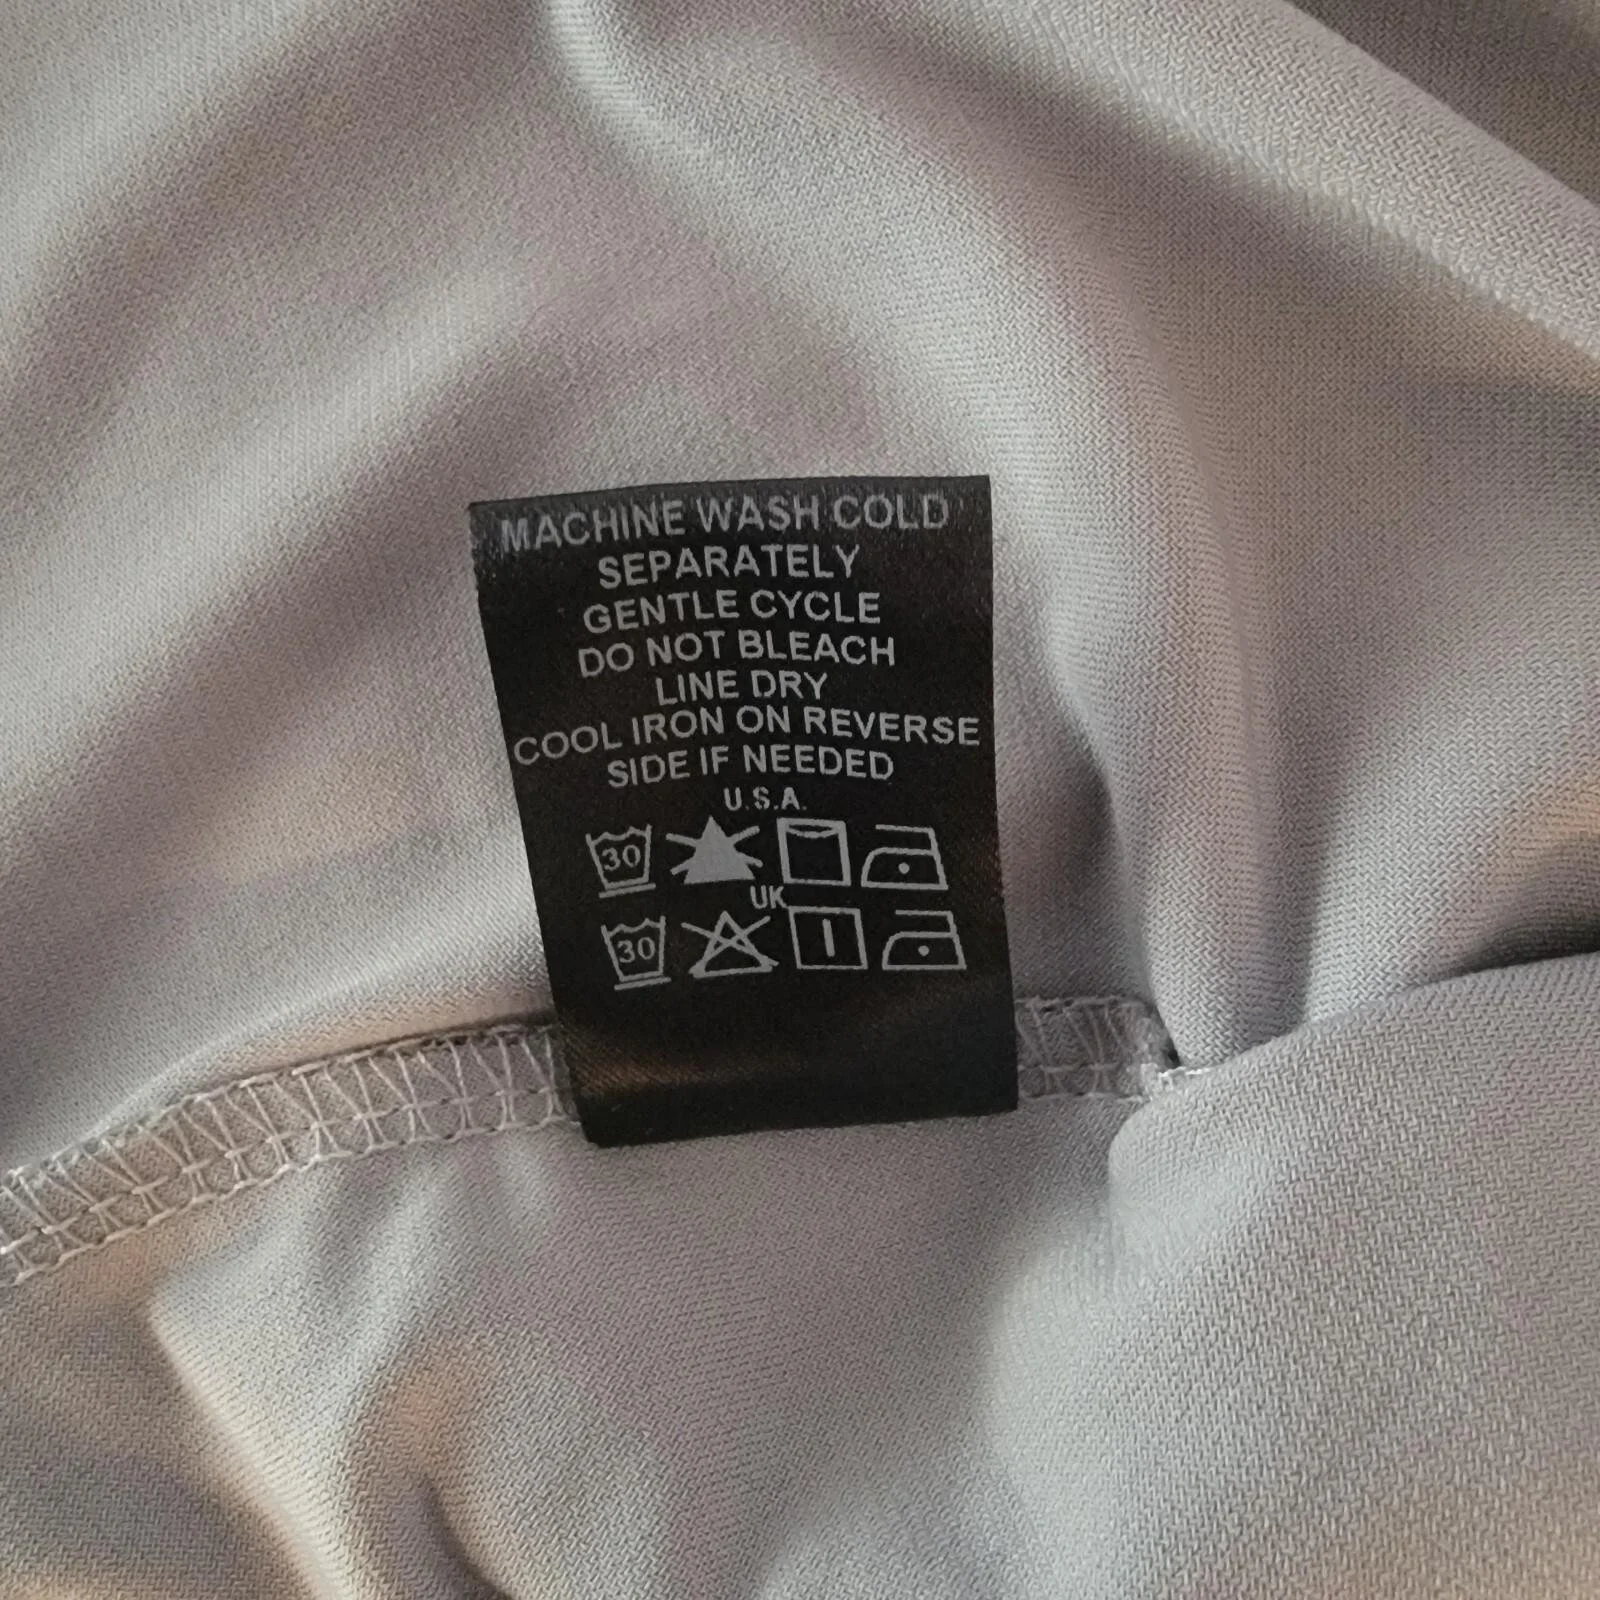 MACHINE WASH COLD
SEPARATELY
GENTLE CYCLE
DO NOT BLEACH
LINE DRY
COOL IRON ON REVERSE
SIDE IF NEEDED
U.S.A.
30
UK
30